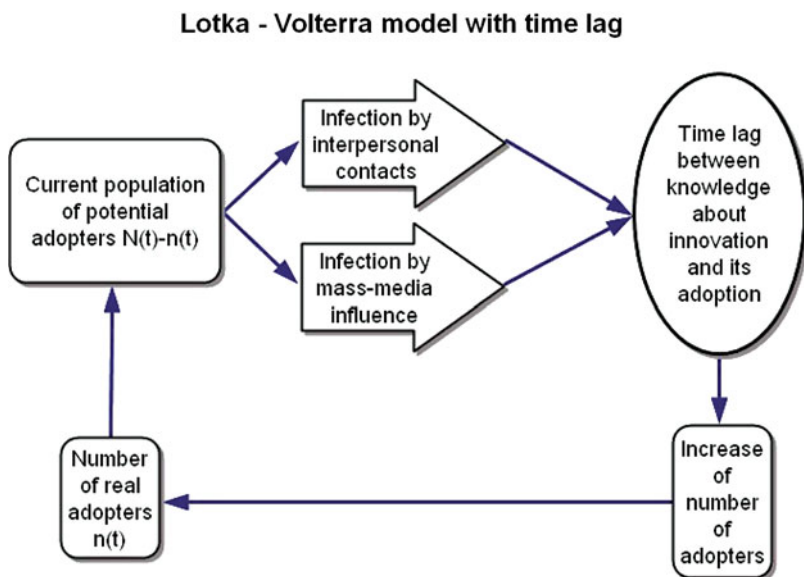 Lotka - Volterra model with time lag
Current population
of potential
adopters N(t)-n(t)
Infection by
interpersonal
contacts
Infection by
mass-media
influence
Time lag
between
knowledge
about
innovation
and its
adoption
Increase
of
number
of
adopters
Number
of real
adopters
n(t)